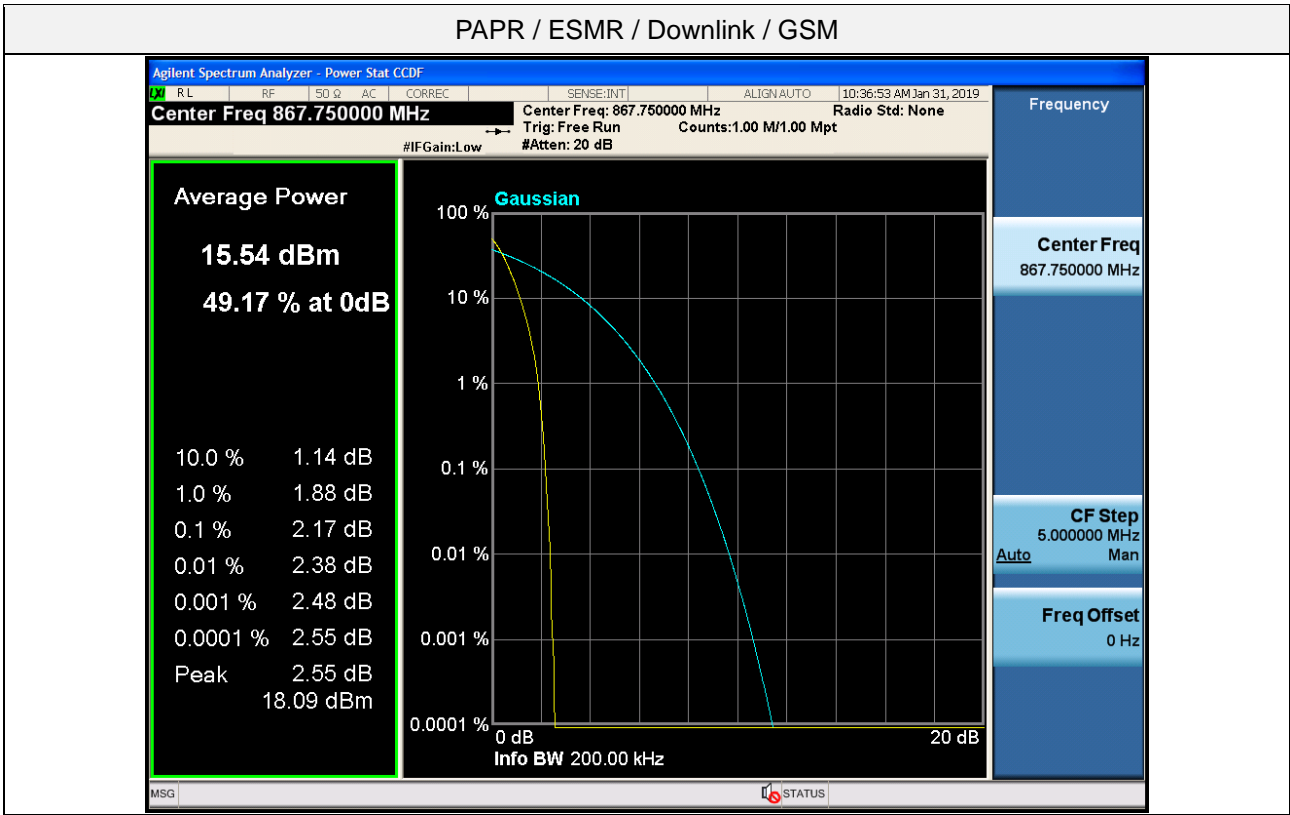 PAPR / ESMR / Downlink / GSM
Agilent Spectrum Analyzer - Power Stat CCDF
LXI RL RF 50 Ω AC CORREC SENSE:INT ALIGN AUTO 10:36:53 AM Jan 31, 2019
Center Freq 867.750000 MHz
Center Freq: 867.750000 MHz Radio Std: None
Trig: Free Run Counts:1.00 M/1.00 Mpt
#IFGain:Low #Atten: 20 dB
Frequency
Average Power
15.54 dBm
49.17 % at 0dB
10.0 % 1.14 dB
1.0 % 1.88 dB
0.1 % 2.17 dB
0.01 % 2.38 dB
0.001 % 2.48 dB
0.0001 % 2.55 dB
Peak 2.55 dB
18.09 dBm
Gaussian
100 %
10 %
1 %
0.1 %
0.01 %
0.001 %
0.0001 %
0 dB 20 dB
Info BW 200.00 kHz
Center Freq
867.750000 MHz
CF Step
5.000000 MHz
Auto Man
Freq Offset
0 Hz
MSG STATUS